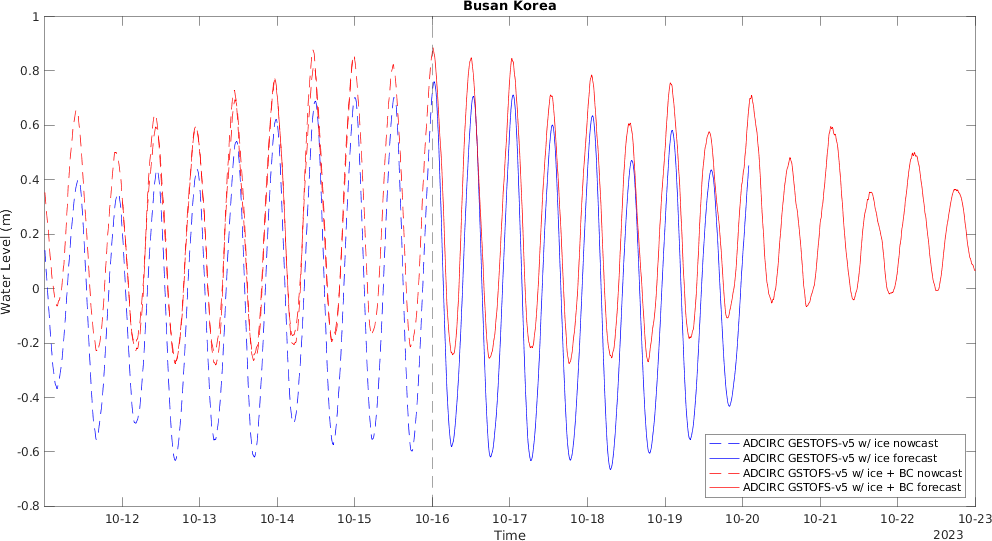 Busan Korea
Water Level (m)
1
0.8
0.6
0.4
0.2
0
-0.2
-0.4
-0.6
-0.8
ADCIRC GESTOFS-v5 w/ ice nowcast
ADCIRC GESTOFS-v5 w/ ice forecast
ADCIRC GSTOFS-v5 w/ ice + BC nowcast
ADCIRC GSTOFS-v5 w/ ice + BC forecast
10-12 10-13 10-14 10-15 10-16 10-17 10-18 10-19 10-20 10-21 10-22 10-23
Time
2023